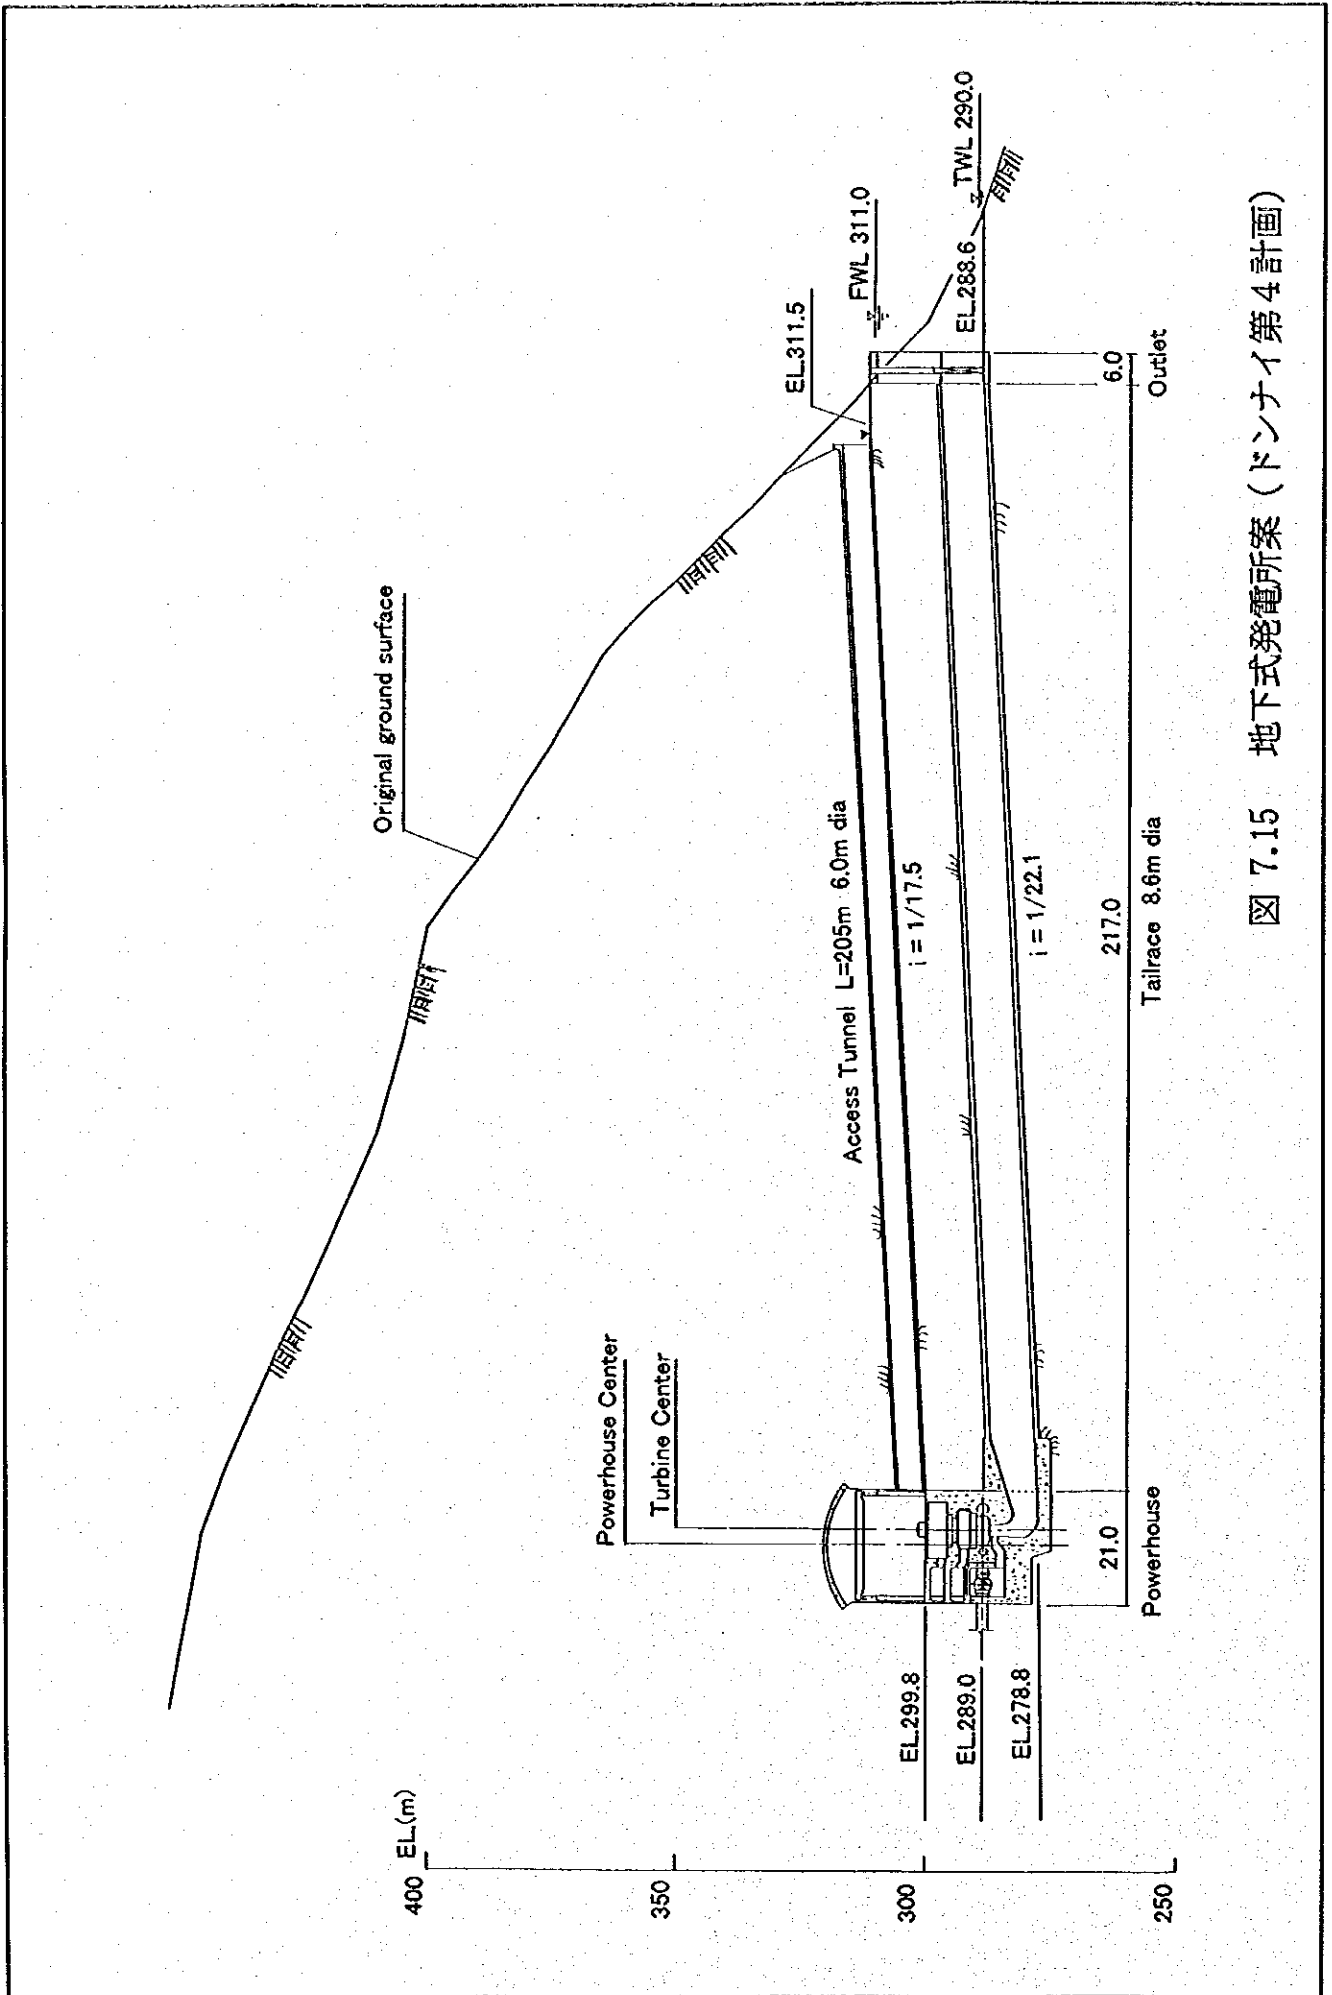 EL.(m)
400
350
300
250
Original ground surface
Powerhouse Center
Turbine Center
EL.311.5
FWL 311.0
Access Tunnel L=205m 6.0m dia
i = 1/17.5
EL.288.6
TWL 290.0
EL.299.8
EL.289.0
EL.278.8
i = 1/22.1
21.0
217.0
6.0
Powerhouse
Tailrace 8.6m dia
Outlet
図 7.15 地下式発電所案 (ドンナイ第4計画)